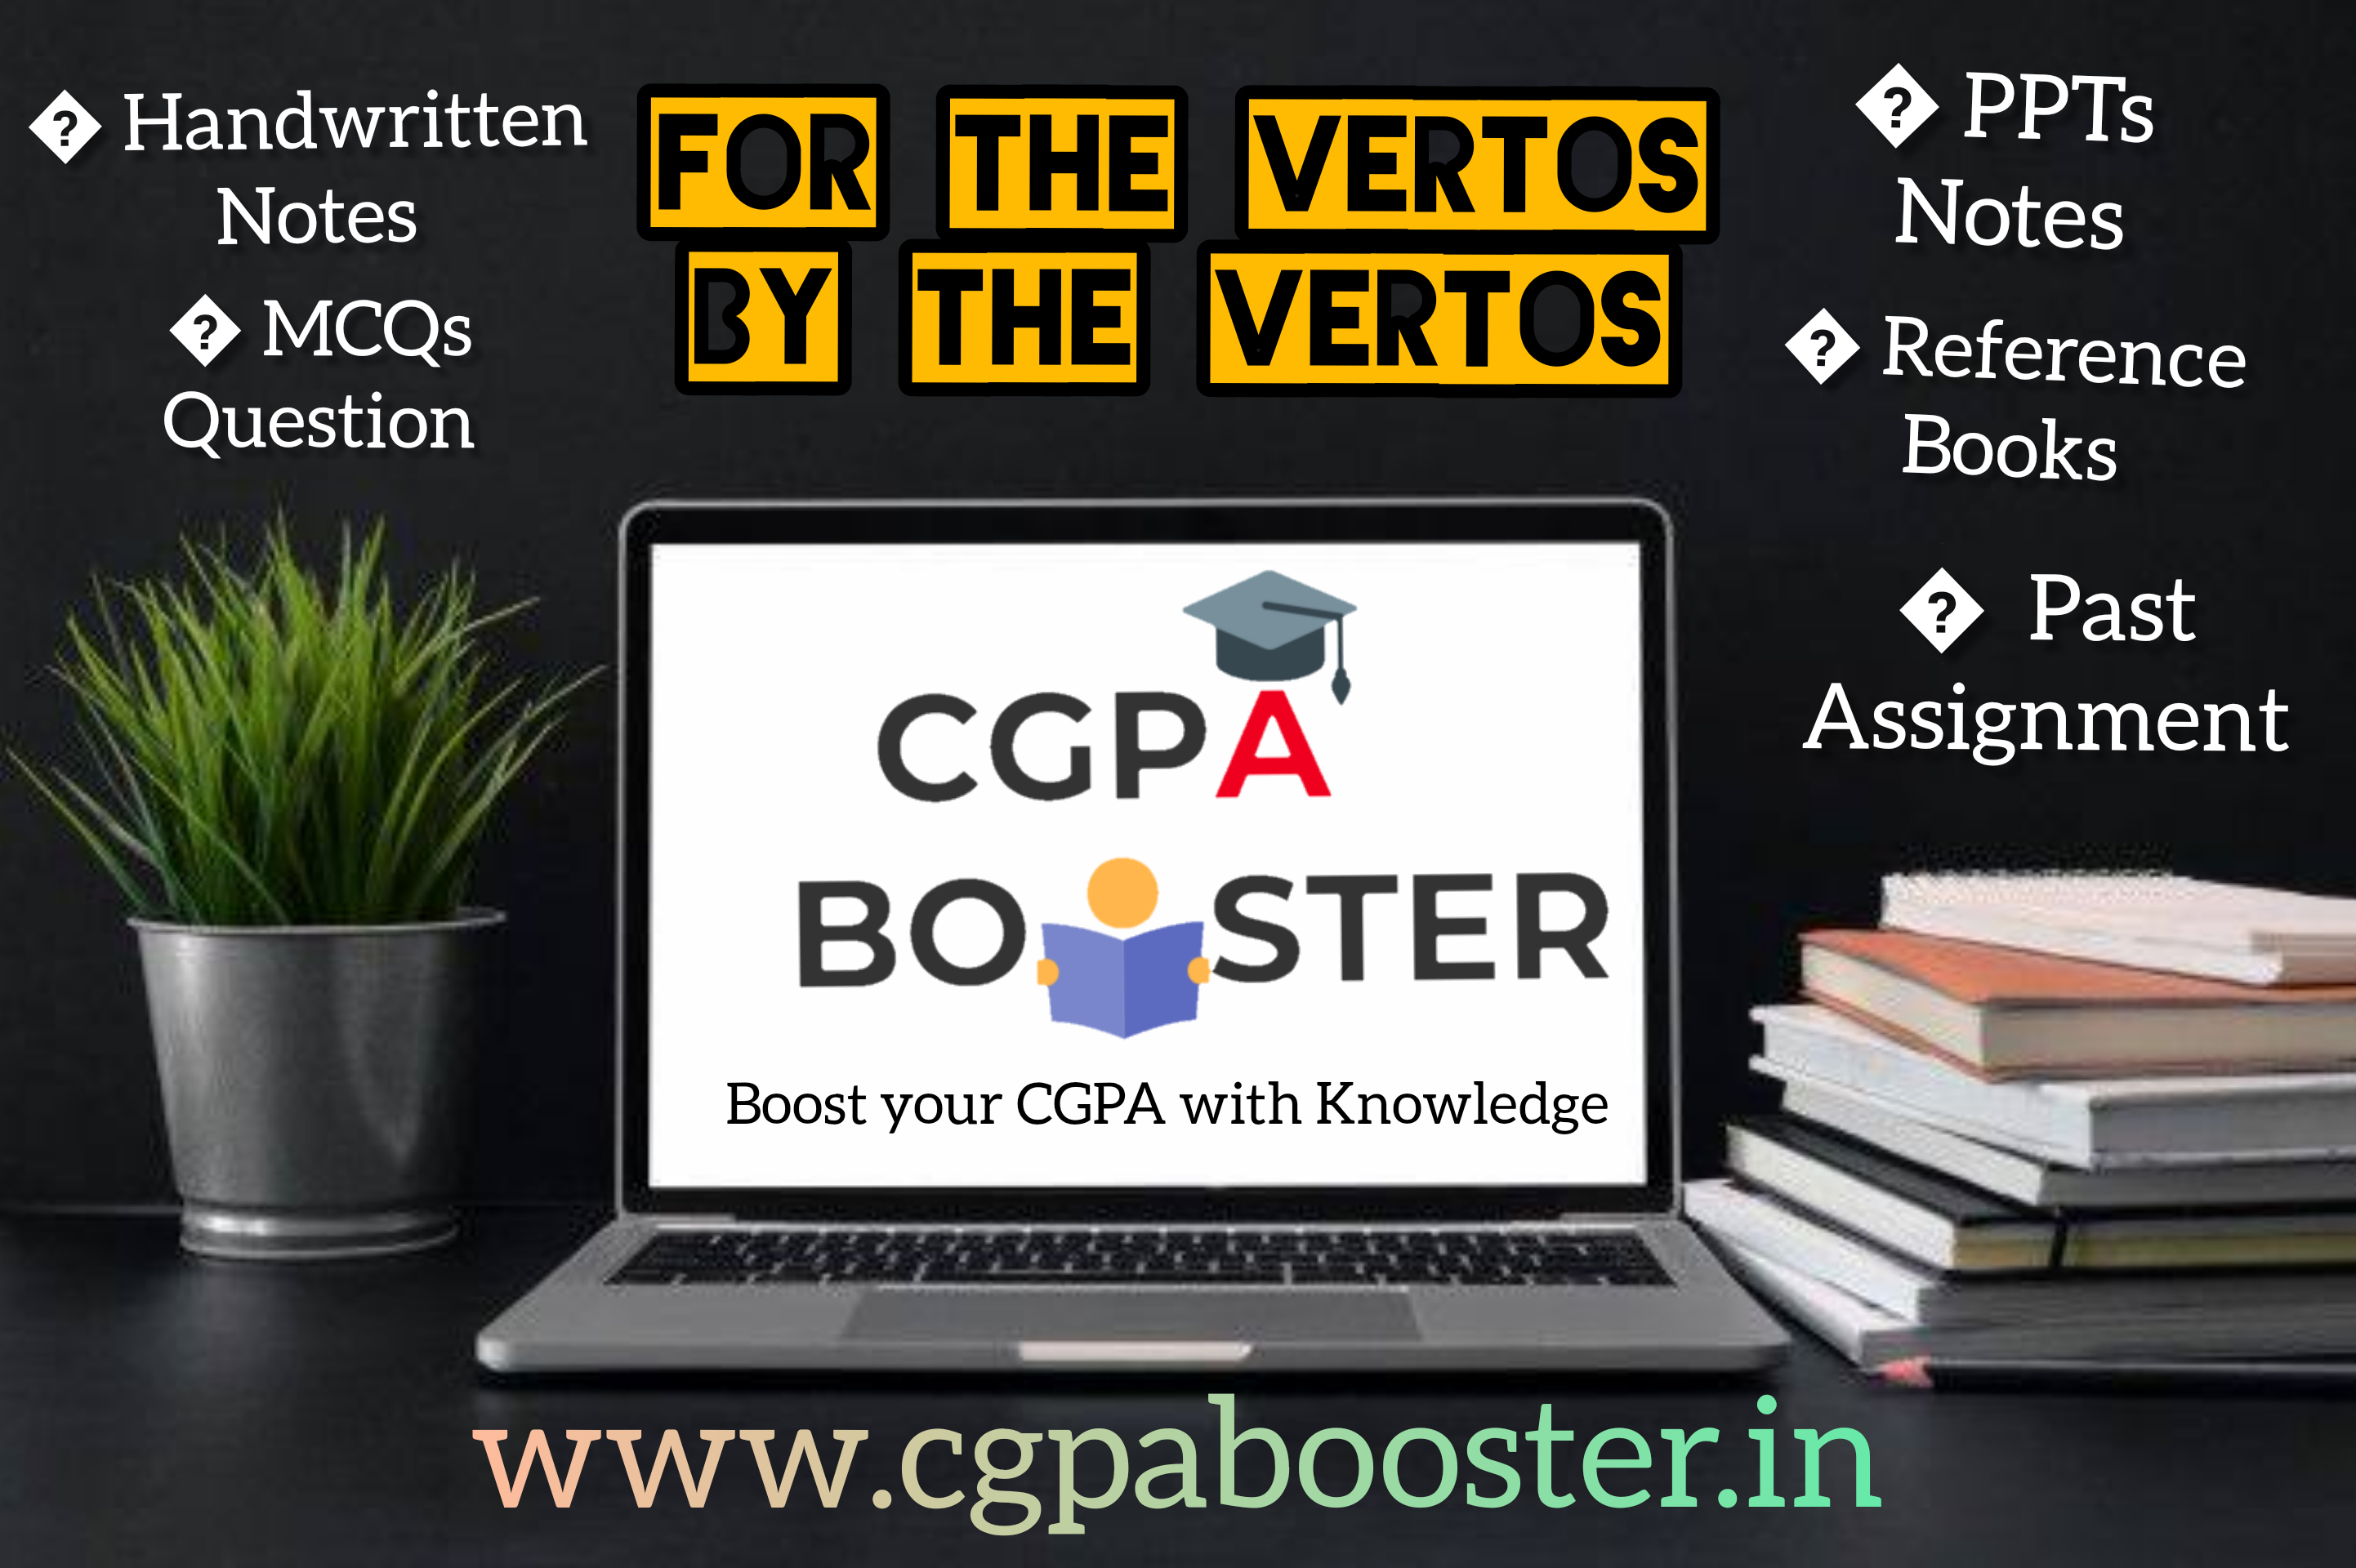 � Handwritten
Notes
� MCQs
Question
FOR THE VERTOS
BY THE VERTOS
� PPTs
Notes
� Reference
Books
� Past
Assignment
CGPA
BOOSTER
Boost your CGPA with Knowledge
www.cgpabooster.in